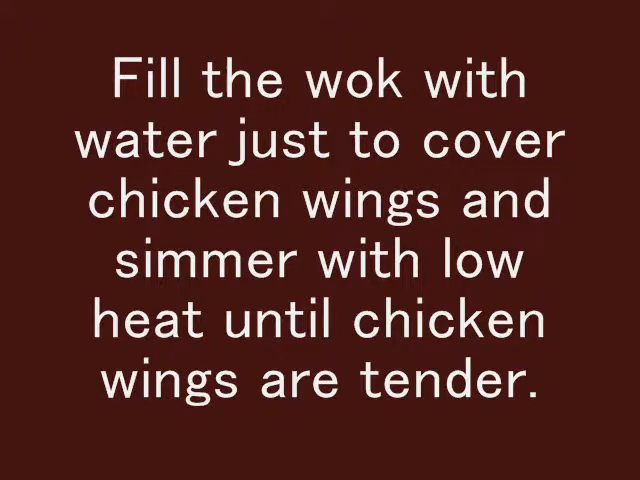 Fill the wok with
water just to cover
chicken wings and
simmer with low
heat until chicken
wings are tender.